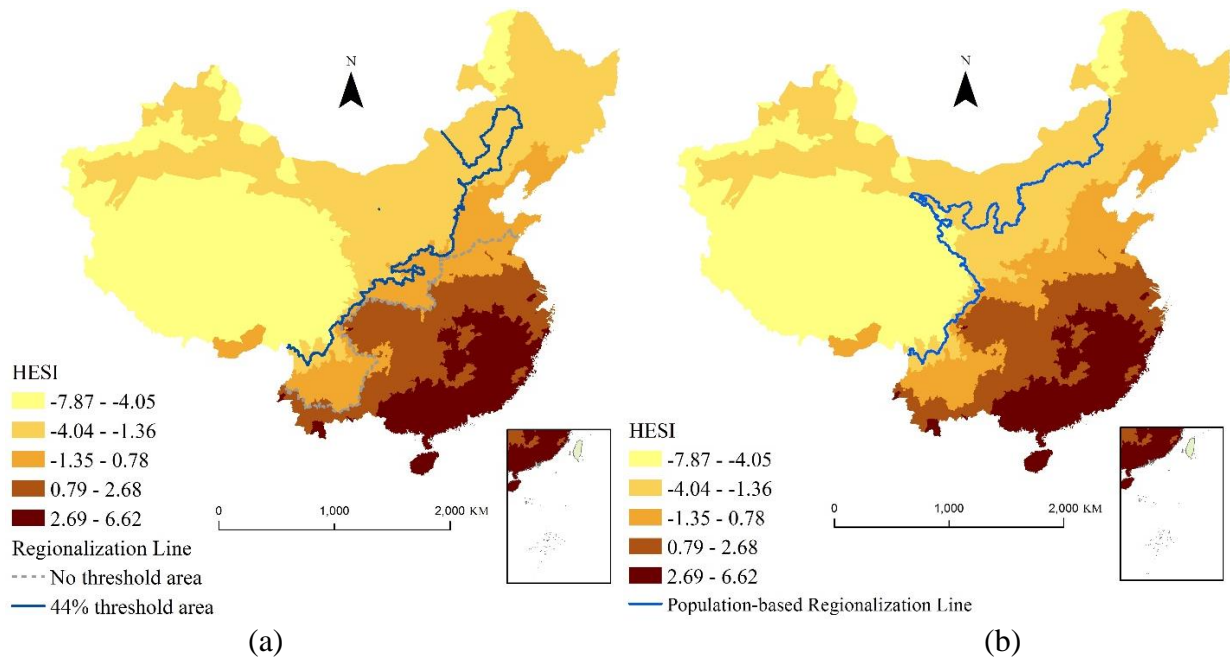 N
HESI
-7.87 - -4.05
-4.04 - -1.36
-1.35 - 0.78
0.79 - 2.68
2.69 - 6.62
Regionalization Line
No threshold area
44% threshold area
0 1,000 2,000 KM
(a)
N
HESI
-7.87 - -4.05
-4.04 - -1.36
-1.35 - 0.78
0.79 - 2.68
2.69 - 6.62
Population-based Regionalization Line
0 1,000 2,000 KM
(b)